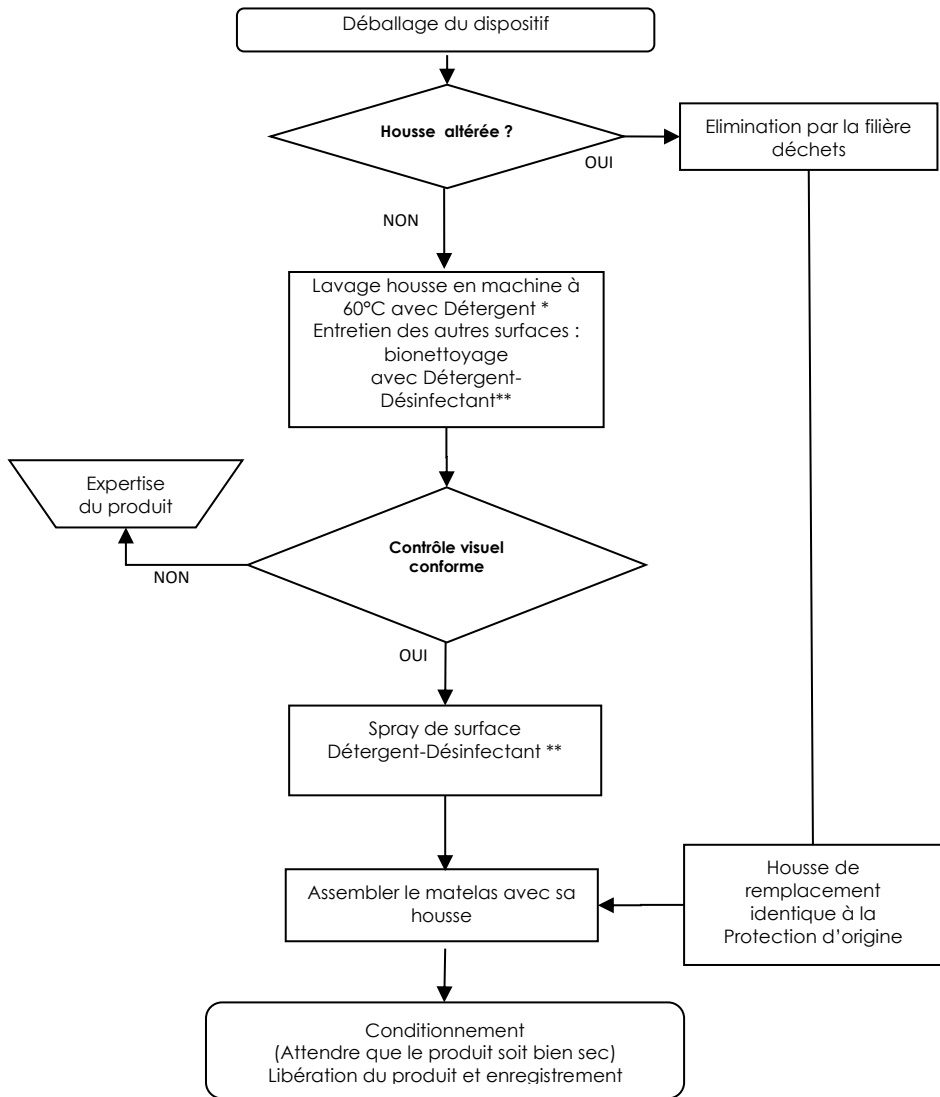 Déballage du dispositif
Housse altérée ?
OUI
Elimination par la filière
déchets
NON
Lavage housse en machine à
60°C avec Détergent *
Entretien des autres surfaces :
bionettoyage
avec Détergent-
Désinfectant**
Expertise
du produit
Contrôle visuel
conforme
NON
OUI
Spray de surface
Détergent-Désinfectant **
Assembler le matelas avec sa
housse
Housse de
remplacement
identique à la
Protection d'origine
Conditionnement
(Attendre que le produit soit bien sec)
Libération du produit et enregistrement